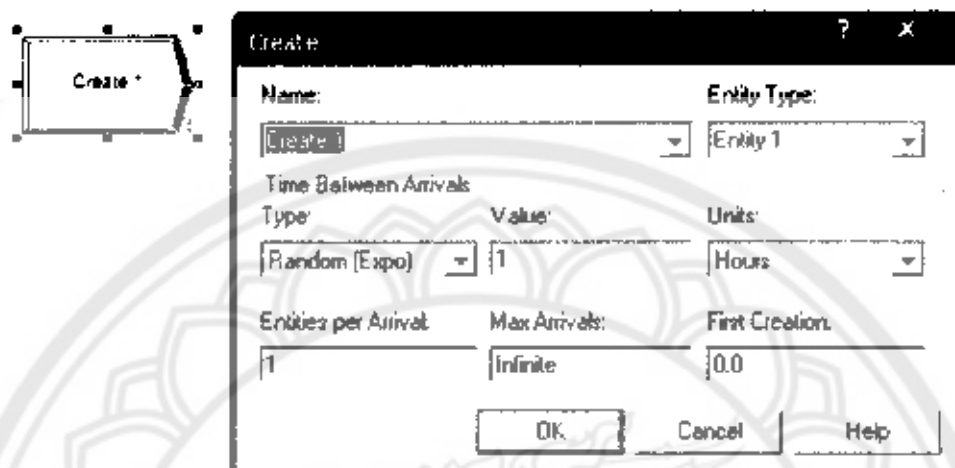 Create 1
Create ? X
Name: Entity Type:
Create 1 Entity 1
Time Between Arrivals
Type: Value: Units:
Random (Expo) 1 Hours
Entities per Arrival: Max Arrivals: First Creation:
1 Infinite 0.0
OK Cancel Help